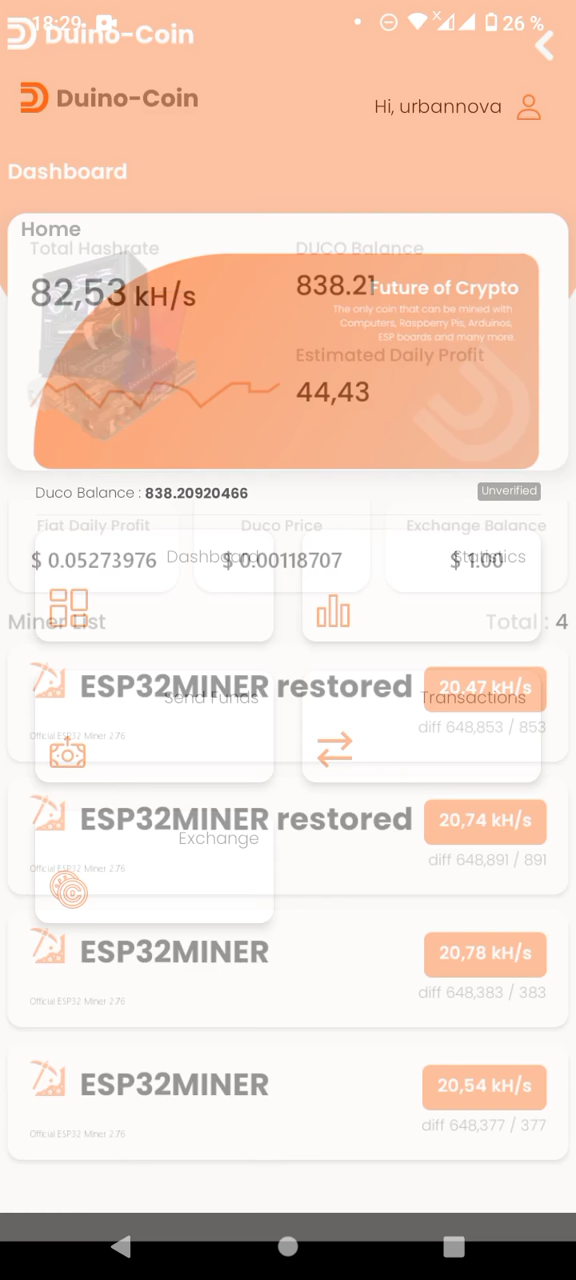 18:29
26 %
Duino-Coin
Duino-Coin
Hi, urbannova
Dashboard
Home
Total Hashrate
DUCO Balance
82,53 kH/s
838.21
Future of Crypto
The only coin that can be mined with
Computers, Raspberry Pis, Arduinos,
ESP boards and many more.
Estimated Daily Profit
44,43
Duco Balance : 838.20920466
Unverified
Fiat Daily Profit
Duco Price
Exchange Balance
$ 0.05273976
Dashboard
$ 0.00118707
Statistics
$ 1.00
Miner List
Total : 4
ESP32MINER restored
20,47 kH/s
Send Funds
Transactions
diff 648,853 / 853
Official ESP32 Miner 2.76
ESP32MINER restored
20,74 kH/s
Exchange
diff 648,891 / 891
Official ESP32 Miner 2.76
ESP32MINER
20,78 kH/s
diff 648,383 / 383
Official ESP32 Miner 2.76
ESP32MINER
20,54 kH/s
diff 648,377 / 377
Official ESP32 Miner 2.76